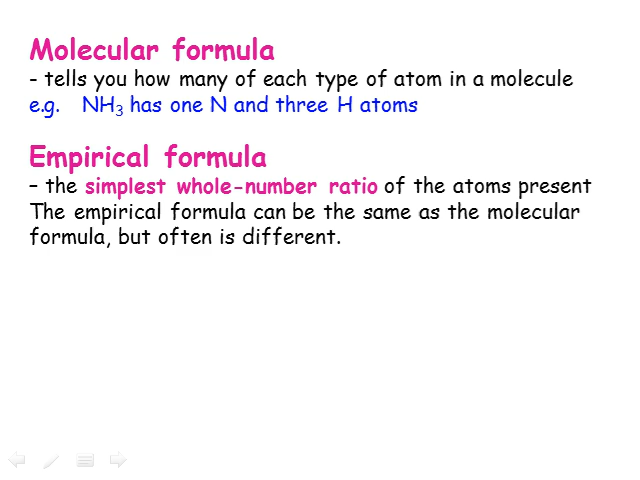 Molecular formula
- tells you how many of each type of atom in a molecule
e.g. NH₃ has one N and three H atoms
Empirical formula
– the simplest whole-number ratio of the atoms present
The empirical formula can be the same as the molecular
formula, but often is different.